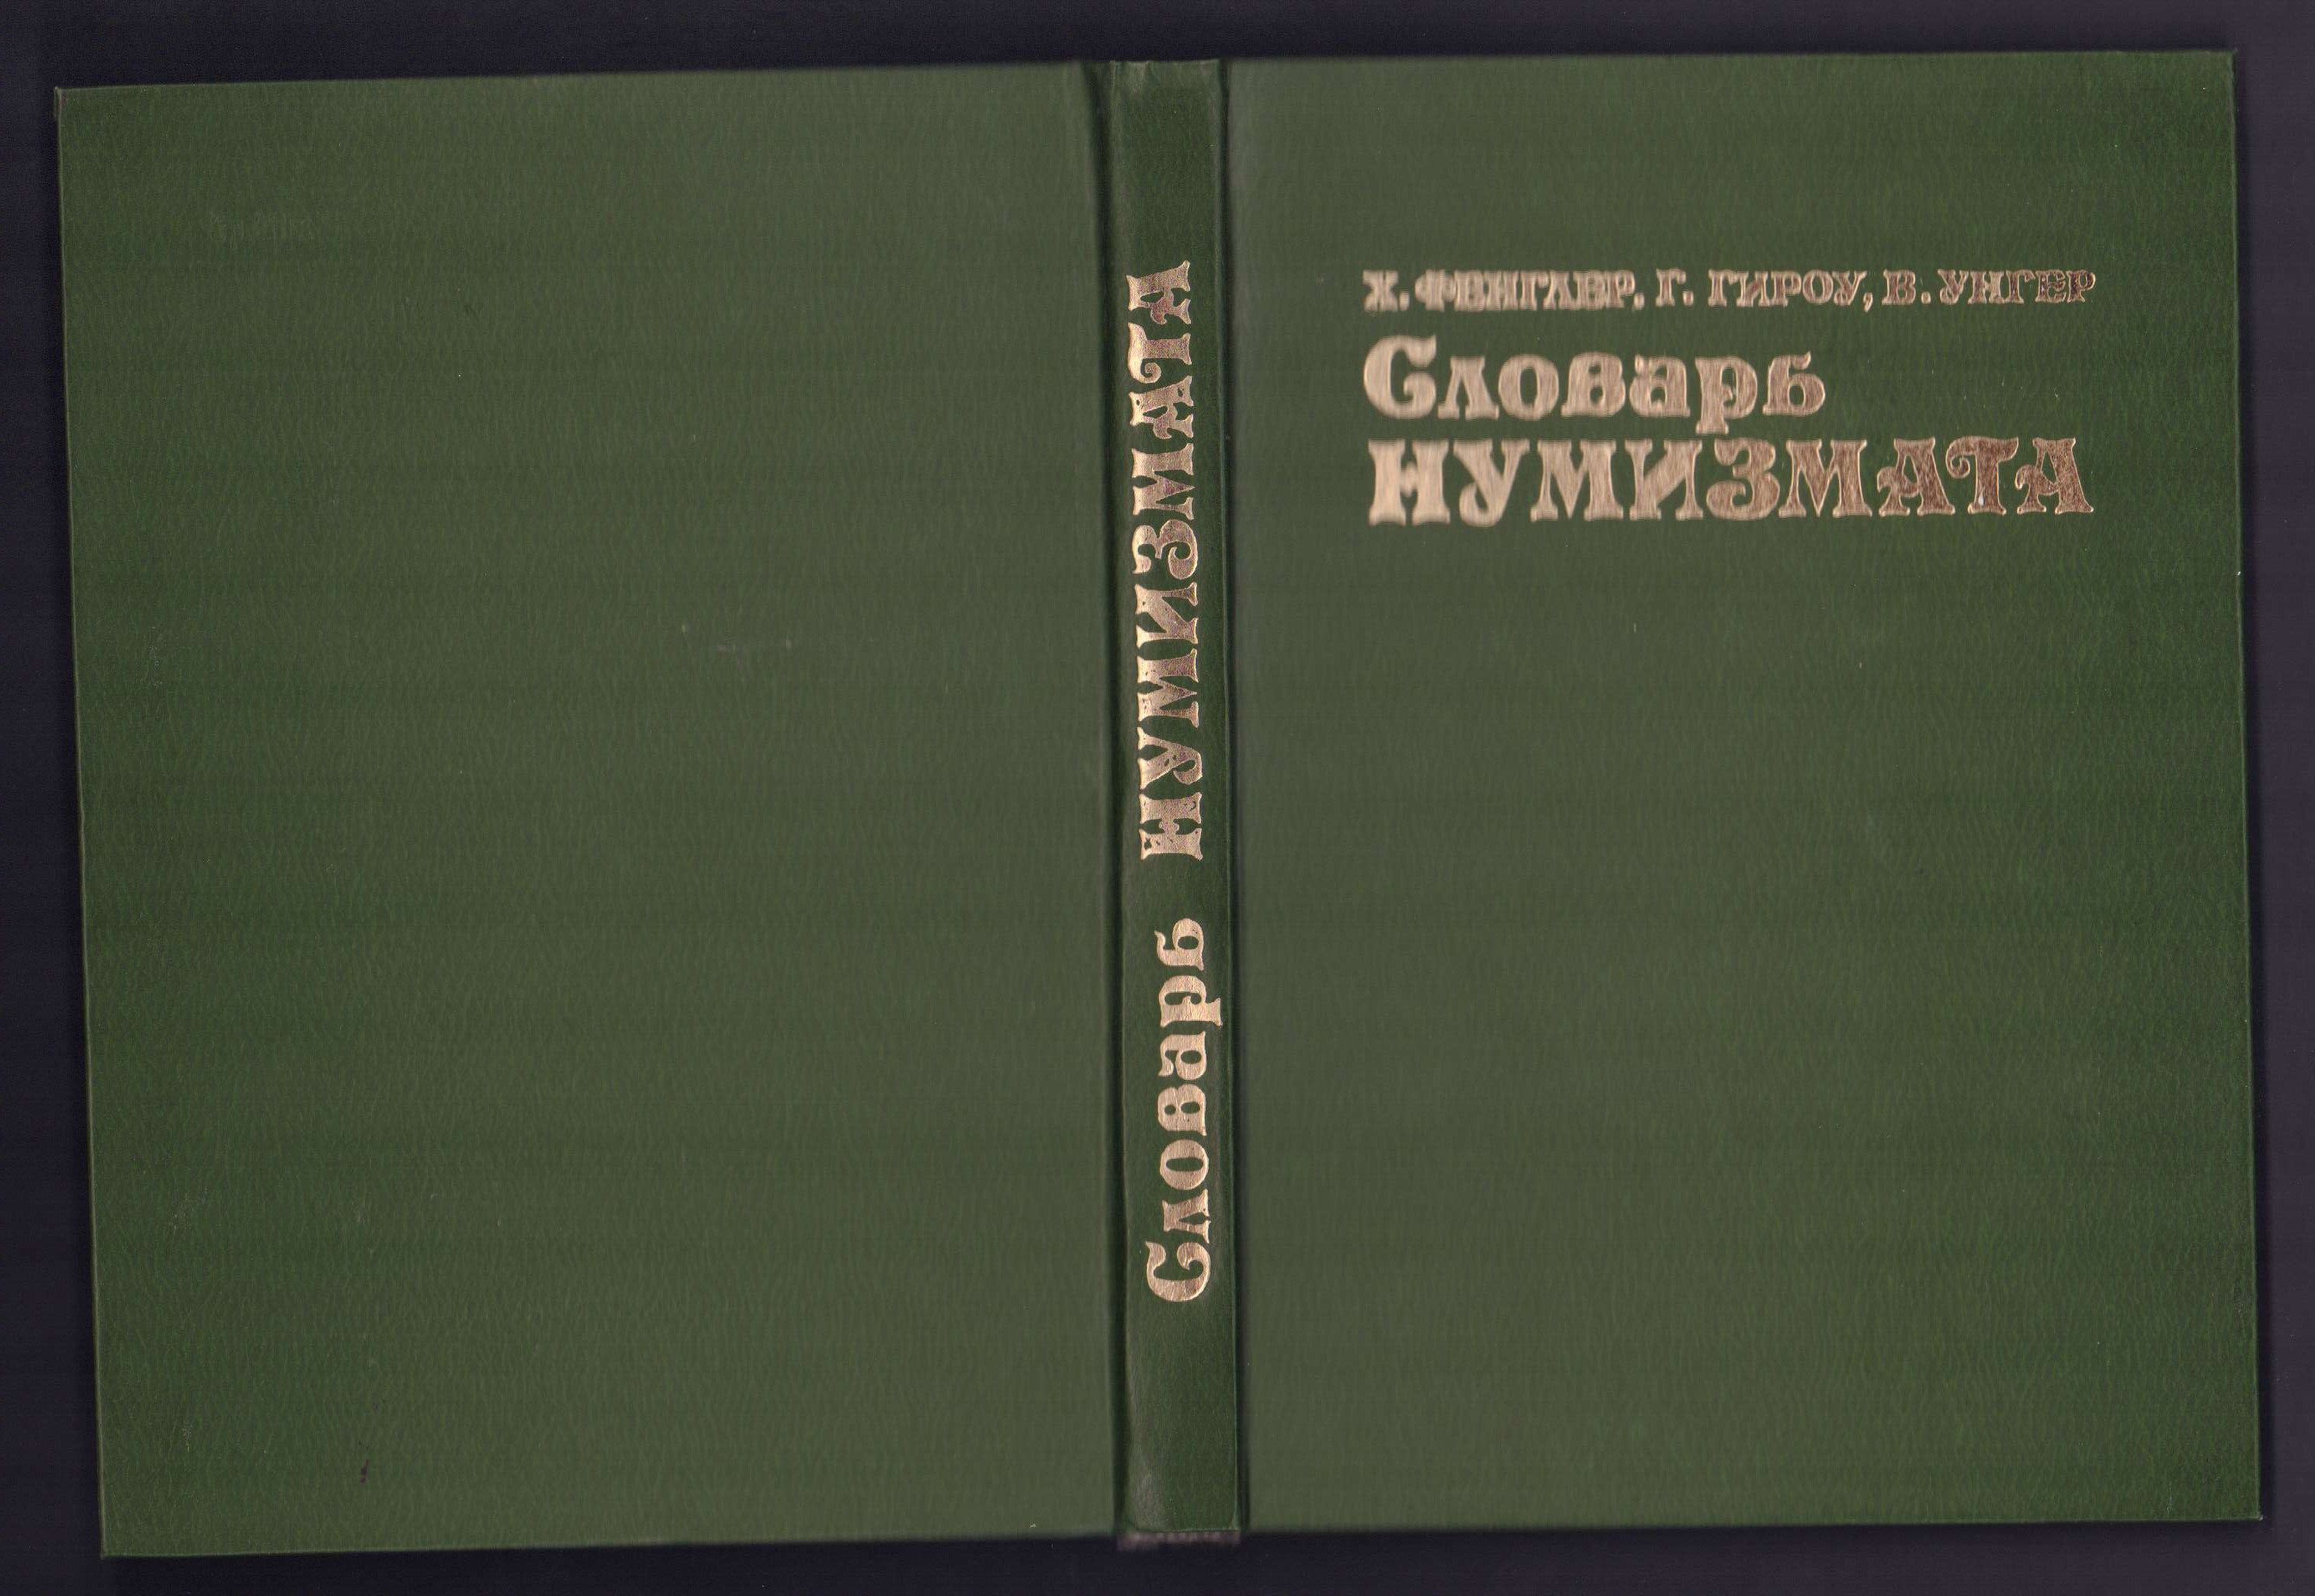 Х. ФЕНГЛЕР, Г. ГИРОУ, В. УНГЕР
Словарь
НУМИЗМАТА
Словарь НУМИЗМАТА